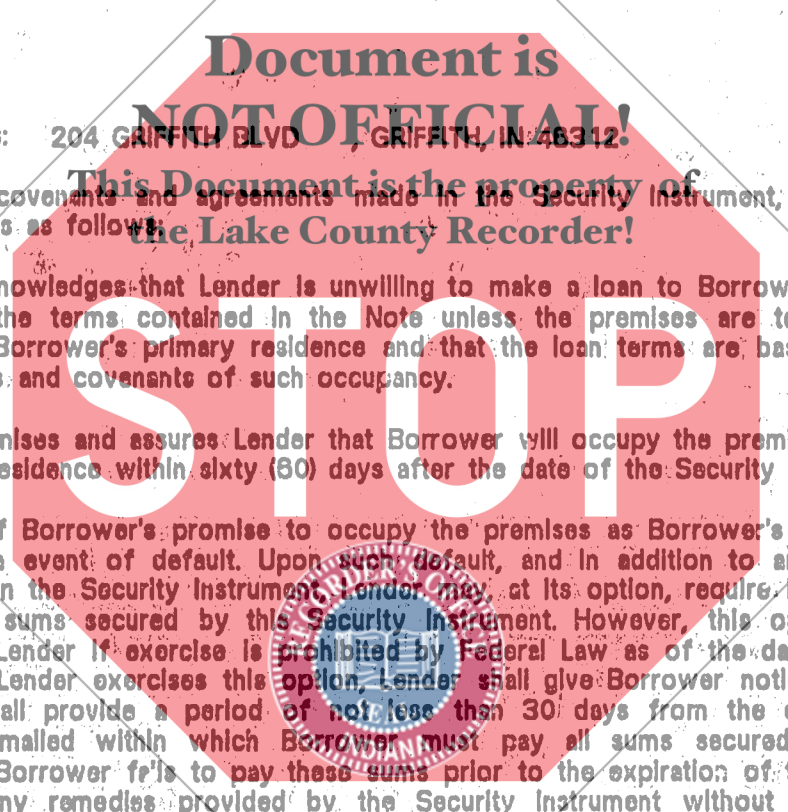 Document is
NOT OFFICIAL!
: 204 GRIFFITH BLVD , GRIFFITH, IN 46312
This Document is the property of
covenants and agreements made in the Security Instrument,
s as follows:
the Lake County Recorder!
nowledges that Lender is unwilling to make a loan to Borrow
the terms contained in the Note unless the premises are t
Borrower's primary residence and that the loan terms are bas
s and covenants of such occupancy.
STOP
mises and assures Lender that Borrower will occupy the prem
esidence within sixty (60) days after the date of the Security
f Borrower's promise to occupy the premises as Borrower's
event of default. Upon such default, and in addition to a
n the Security Instrument, Lender may, at its option, require
sums secured by this Security Instrument. However, this o
Lender if exercise is prohibited by Federal Law as of the da
Lender exercises this option, Lender shall give Borrower noti
all provide a period of not less than 30 days from the
mailed within which Borrower must pay all sums secured
Borrower fails to pay these sums prior to the expiration of t
ny remedies provided by the Security Instrument without
RECORDER'S OFFICE
SEAL
INDIANA